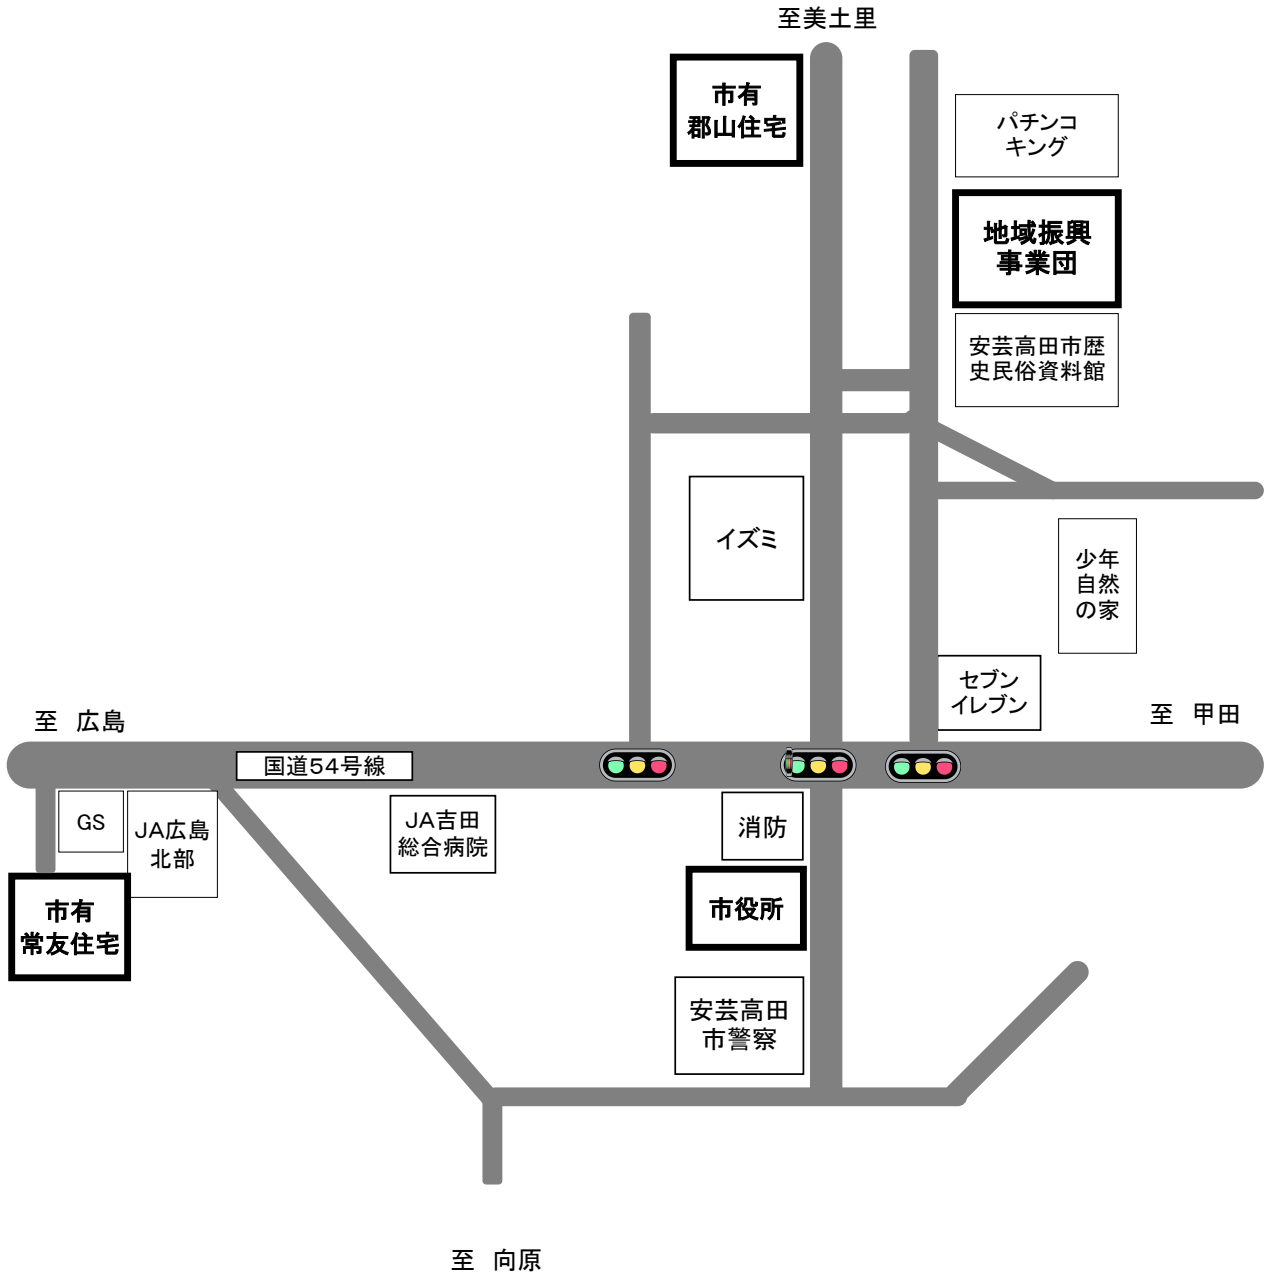 至美土里
市有
郡山住宅
パチンコ
キング
地域振興
事業団
安芸高田市歴
史民俗資料館
イズミ
少年
自然
の家
セブン
イレブン
至 広島
至 甲田
国道54号線
GS
JA広島
北部
JA吉田
総合病院
消防
市有
常友住宅
市役所
安芸高田
市警察
至 向原